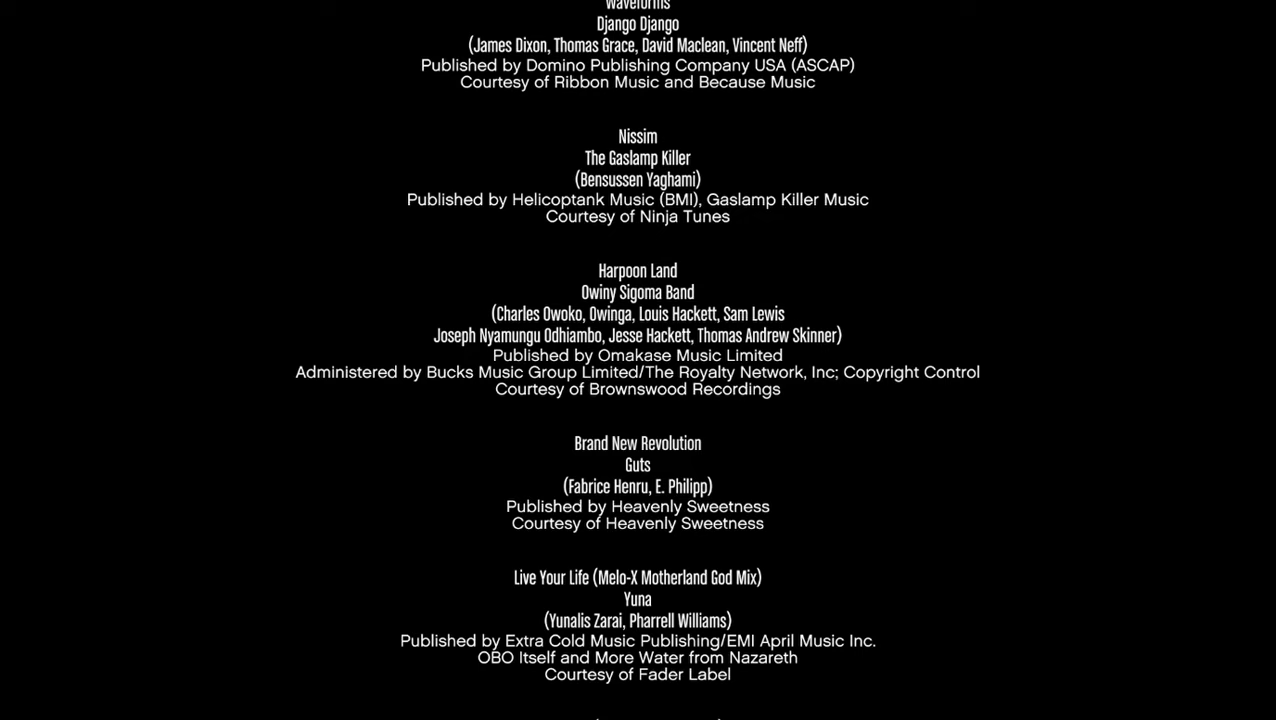 Waveforms
Django Django
(James Dixon, Thomas Grace, David Maclean, Vincent Neff)
Published by Domino Publishing Company USA (ASCAP)
Courtesy of Ribbon Music and Because Music
Nissim
The Gaslamp Killer
(Bensussen Yaghami)
Published by Helicoptank Music (BMI), Gaslamp Killer Music
Courtesy of Ninja Tunes
Harpoon Land
Owiny Sigoma Band
(Charles Owoko, Owinga, Louis Hackett, Sam Lewis
Joseph Nyamungu Odhiambo, Jesse Hackett, Thomas Andrew Skinner)
Published by Omakase Music Limited
Administered by Bucks Music Group Limited/The Royalty Network, Inc; Copyright Control
Courtesy of Brownswood Recordings
Brand New Revolution
Guts
(Fabrice Henru, E. Philipp)
Published by Heavenly Sweetness
Courtesy of Heavenly Sweetness
Live Your Life (Melo-X Motherland God Mix)
Yuna
(Yunalis Zarai, Pharrell Williams)
Published by Extra Cold Music Publishing/EMI April Music Inc.
OBO Itself and More Water from Nazareth
Courtesy of Fader Label